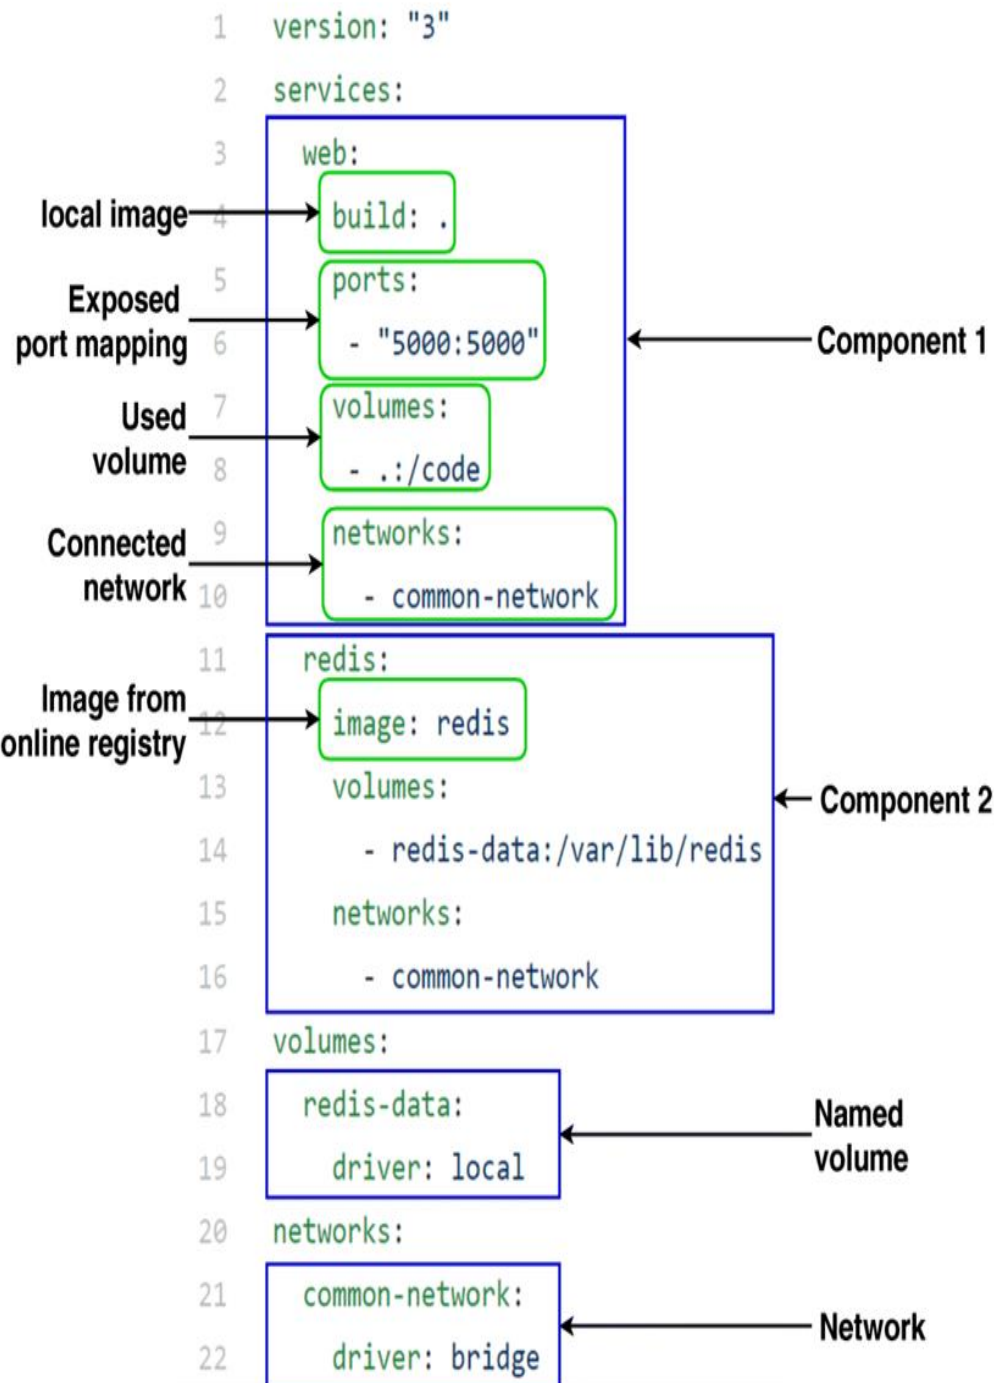 1 version: "3"
2 services:
3 web:
local image 4 build: .
5 ports:
Exposed
port mapping 6 - "5000:5000"
Component 1
7 volumes:
Used
volume 8 - .:/code
9 networks:
Connected
network 10 - common-network
11 redis:
Image from
online registry 12 image: redis
13 volumes:
Component 2
14 - redis-data:/var/lib/redis
15 networks:
16 - common-network
17 volumes:
18 redis-data:
Named
volume
19 driver: local
20 networks:
21 common-network:
Network
22 driver: bridge